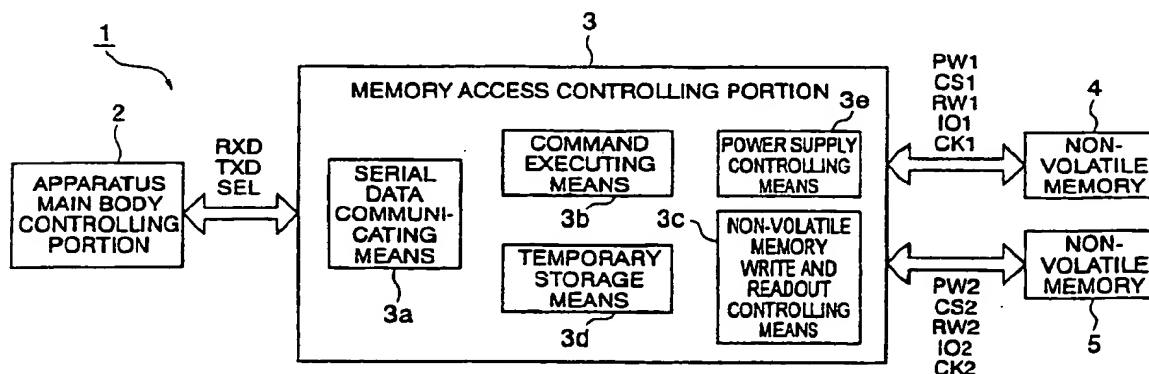 1
2
RXD
TXD
SEL
APPARATUS
MAIN BODY
CONTROLLING
PORTION
3
MEMORY ACCESS CONTROLLING PORTION
SERIAL
DATA
COMMUNI-
CATING
MEANS
3a
COMMAND
EXECUTING
MEANS
3b
TEMPORARY
STORAGE
MEANS
3d
3e
POWER SUPPLY
CONTROLLING
MEANS
3c
NON-VOLATILE
MEMORY
WRITE AND
READOUT
CONTROLLING
MEANS
PW1
CS1
RW1
IO1
CK1
4
NON-
VOLATILE
MEMORY
PW2
CS2
RW2
IO2
CK2
NON-
VOLATILE
MEMORY
5